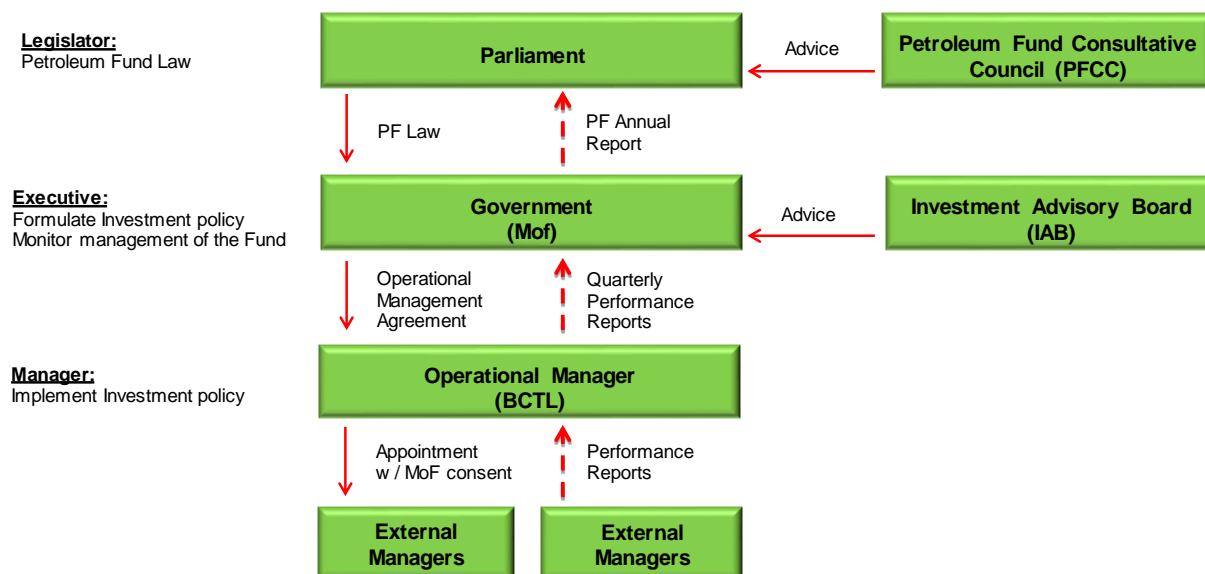 Legislator:
Petroleum Fund Law
Parliament
Advice
Petroleum Fund Consultative
Council (PFCC)
PF Law
PF Annual
Report
Executive:
Formulate Investment policy
Monitor management of the Fund
Government
(Mof)
Advice
Investment Advisory Board
(IAB)
Operational
Management
Agreement
Quarterly
Performance
Reports
Manager:
Implement Investment policy
Operational Manager
(BCTL)
Appointment
w / MoF consent
Performance
Reports
External
Managers
External
Managers